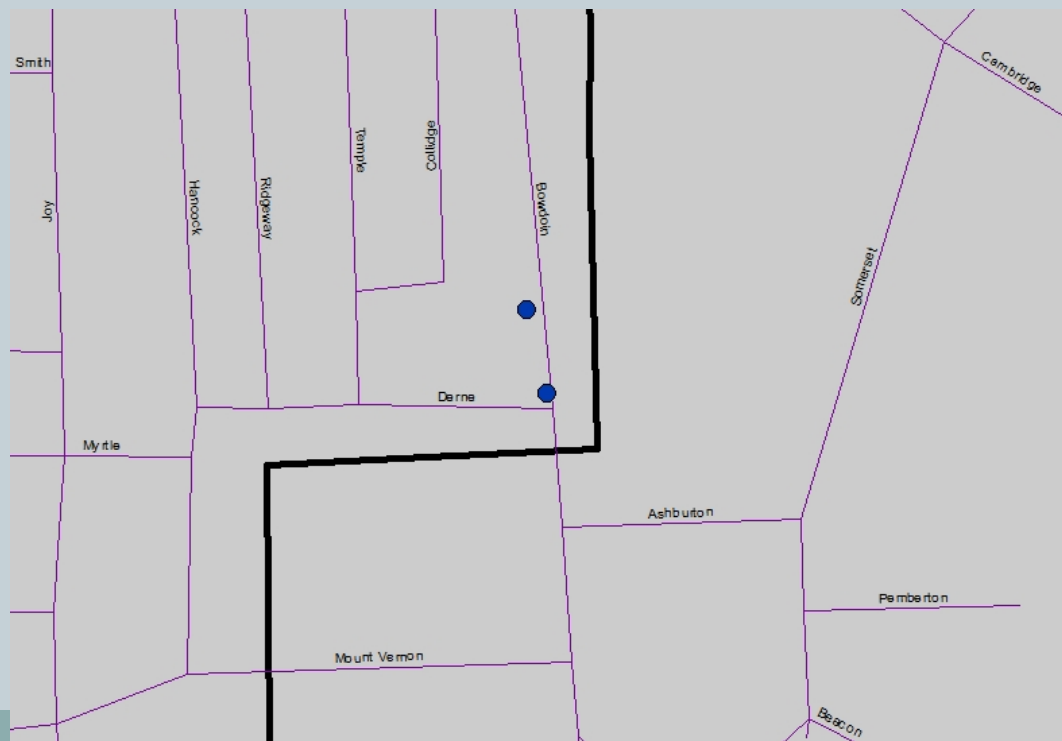 Smith
Cambridge
Temple
Collidge
Joy
Hancock
Ridgeway
Bowdoin
Somerset
Derne
Myrtle
Ashburton
Pemberton
Mount Vernon
Beacon